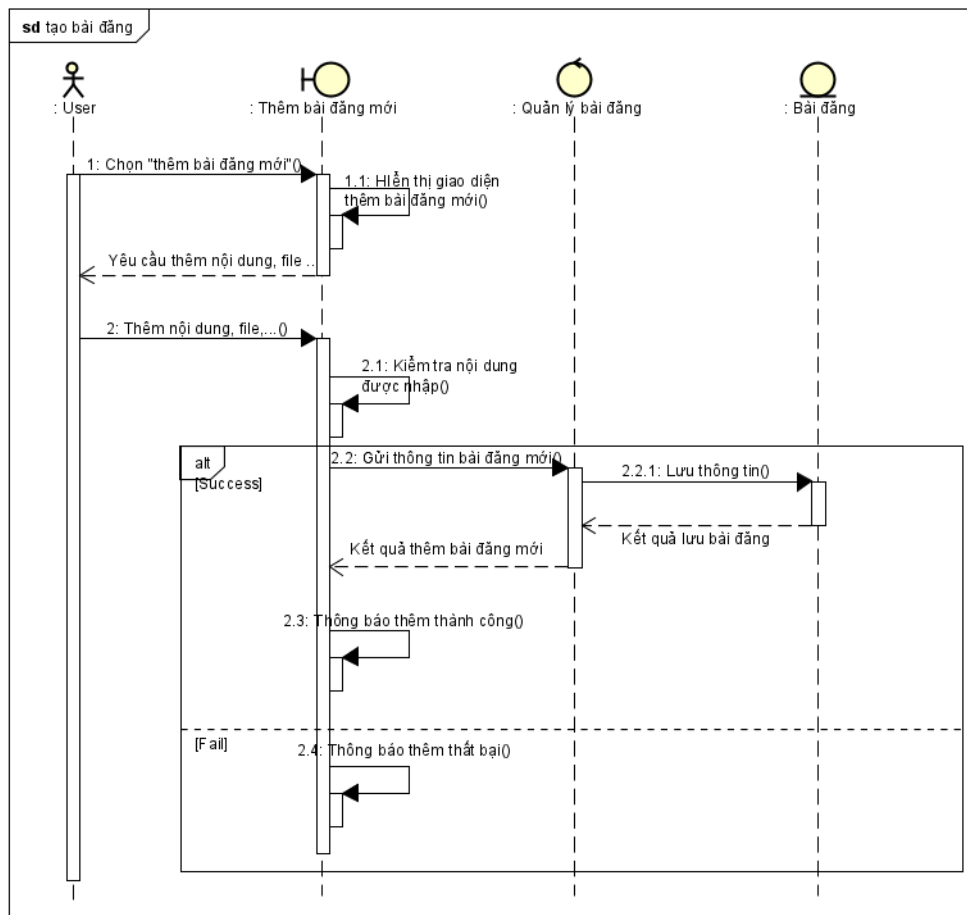 sd tạo bài đăng
: User
: Thêm bài đăng mới
: Quản lý bài đăng
: Bài đăng
1: Chọn "thêm bài đăng mới"()
1.1: HIển thị giao diện
thêm bài đăng mới()
Yêu cầu thêm nội dung, file ...
2: Thêm nội dung, file,...()
2.1: Kiểm tra nội dung
được nhập()
alt
[Success]
2.2: Gửi thông tin bài đăng mới()
2.2.1: Lưu thông tin()
Kết quả lưu bài đăng
Kết quả thêm bài đăng mới
2.3: Thông báo thêm thành công()
[Fail]
2.4: Thông báo thêm thất bại()